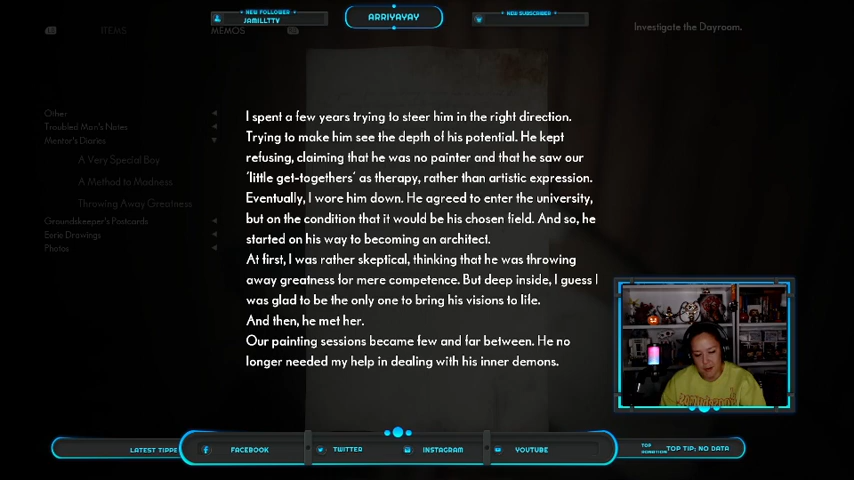 NEW FOLLOWER
JAMILLTTV
ARRIYAYAY
NEW SUBSCRIBER
Investigate the Dayroom.
LB
ITEMS
MEMOS
Other
Troubled Man's Notes
Mentor's Diaries
A Very Special Boy
A Method to Madness
Throwing Away Greatness
Groundskeeper's Postcards
Eerie Drawings
Photos
I spent a few years trying to steer him in the right direction.
Trying to make him see the depth of his potential. He kept
refusing, claiming that he was no painter and that he saw our
'little get-togethers' as therapy, rather than artistic expression.
Eventually, I wore him down. He agreed to enter the university,
but on the condition that it would be his chosen field. And so, he
started on his way to becoming an architect.
At first, I was rather skeptical, thinking that he was throwing
away greatness for mere competence. But deep inside, I guess I
was glad to be the only one to bring his visions to life.
And then, he met her.
Our painting sessions became few and far between. He no
longer needed my help in dealing with his inner demons.
LATEST TIPPE
FACEBOOK
TWITTER
INSTAGRAM
YOUTUBE
TOP
TOP TIP: NO DATA